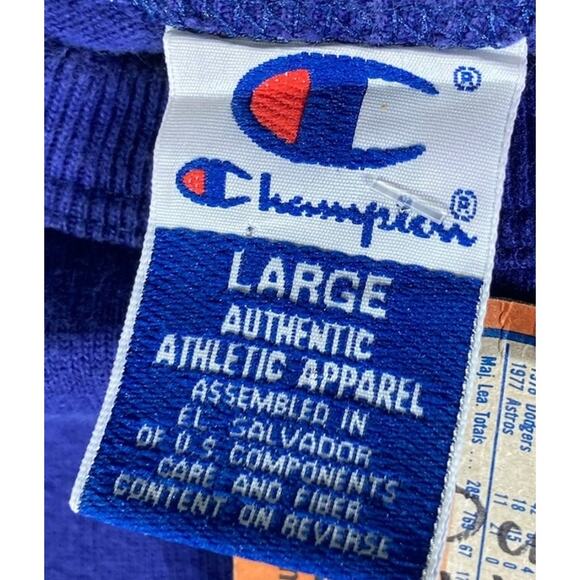 ®
Champion®
LARGE
AUTHENTIC
ATHLETIC APPAREL
ASSEMBLED IN
EL SALVADOR
OF U.S COMPONENTS
CARE AND FIBER
CONTENT ON REVERSE
Dodgers
1977 Astros
Maj. Lea. Totals